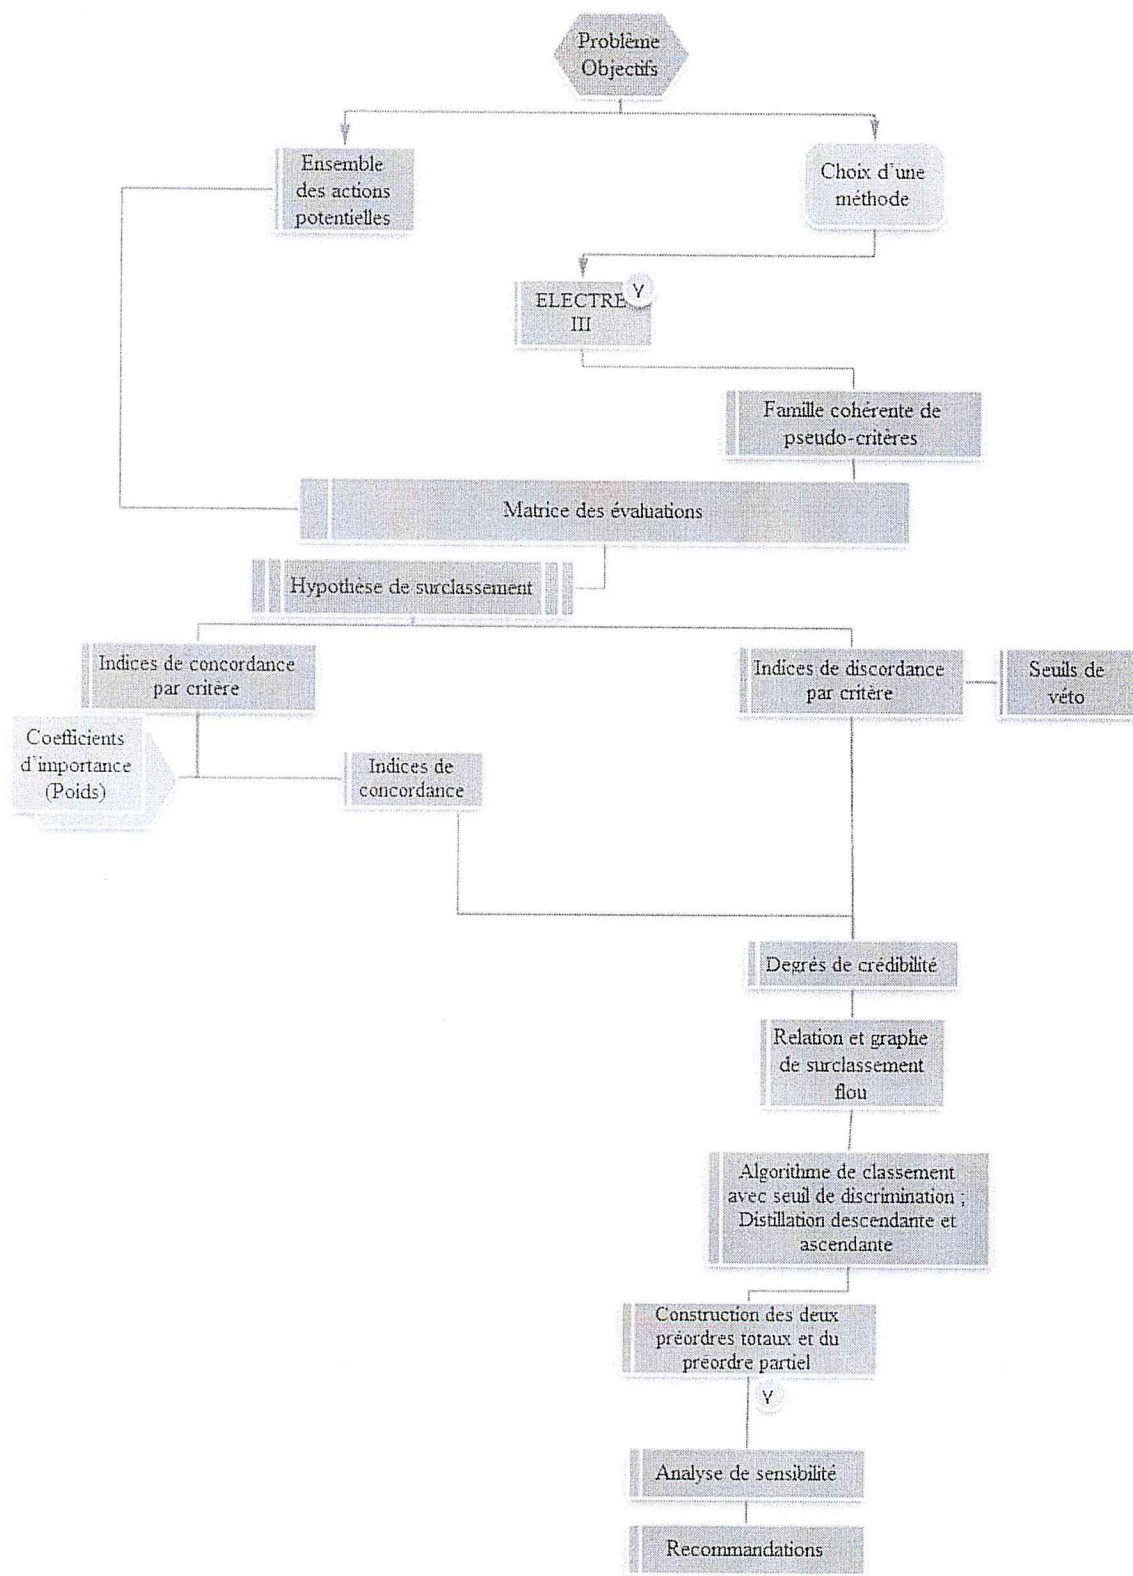 Problème
Objectifs
Ensemble
des actions
potentielles
Choix d'une
méthode
Y
ELECTRE
III
Famille cohérente de
pseudo-critères
Matrice des évaluations
Hypothèse de surclassement
Indices de concordance
par critère
Indices de discordance
par critère
Seuils de
véto
Coefficients
d'importance
(Poids)
Indices de
concordance
Degrés de crédibilité
Relation et graphe
de surclassement
flou
Algorithme de classement
avec seuil de discrimination ;
Distillation descendante et
ascendante
Construction des deux
préordres totaux et du
préordre partiel
Y
Analyse de sensibilité
Recommandations